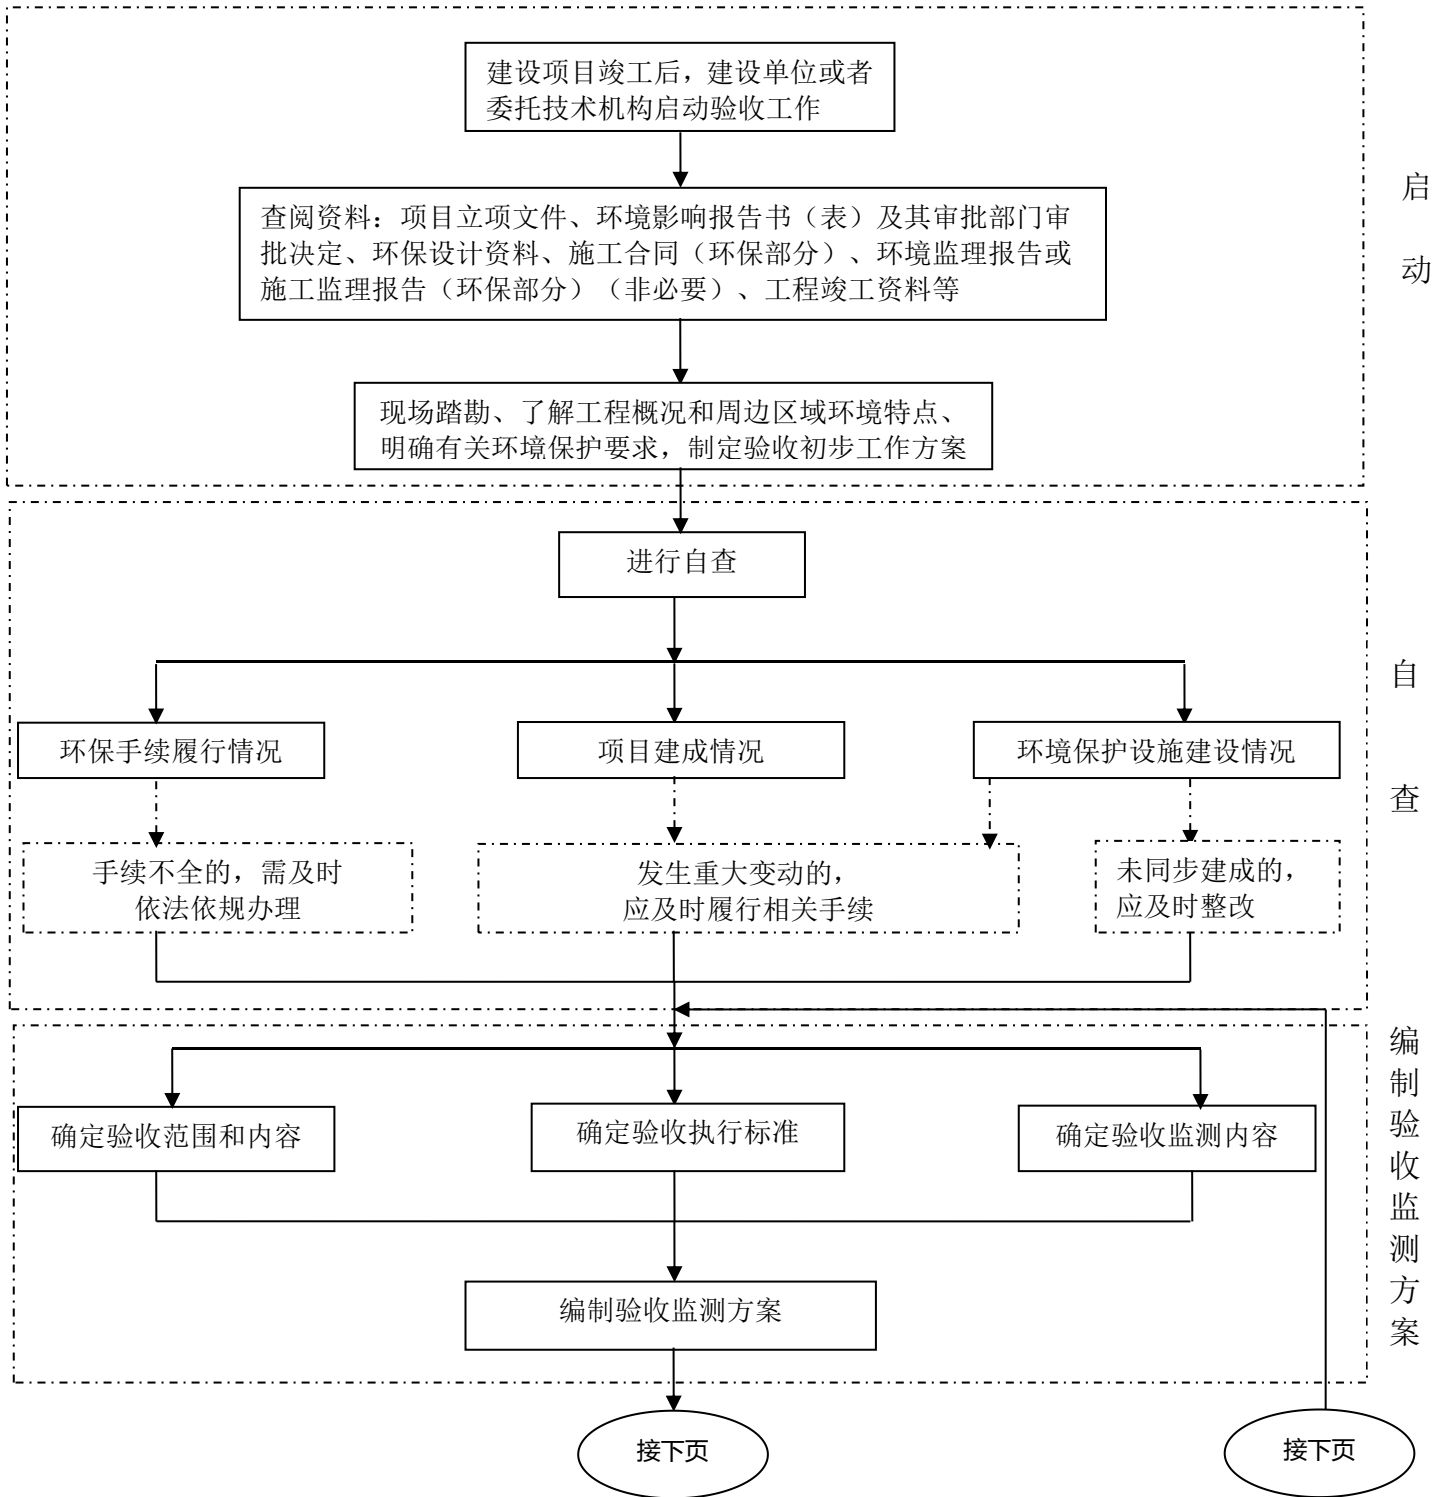 建设项目竣工后，建设单位或者
委托技术机构启动验收工作
查阅资料：项目立项文件、环境影响报告书（表）及其审批部门审
批决定、环保设计资料、施工合同（环保部分）、环境监理报告或
施工监理报告（环保部分）（非必要）、工程竣工资料等
现场踏勘、了解工程概况和周边区域环境特点、
明确有关环境保护要求，制定验收初步工作方案
启
动
进行自查
环保手续履行情况
项目建成情况
环境保护设施建设情况
手续不全的，需及时
依法依规办理
发生重大变动的，
应及时履行相关手续
未同步建成的，
应及时整改
自
查
确定验收范围和内容
确定验收执行标准
确定验收监测内容
编制验收监测方案
编
制
验
收
监
测
方
案
接下页
接下页